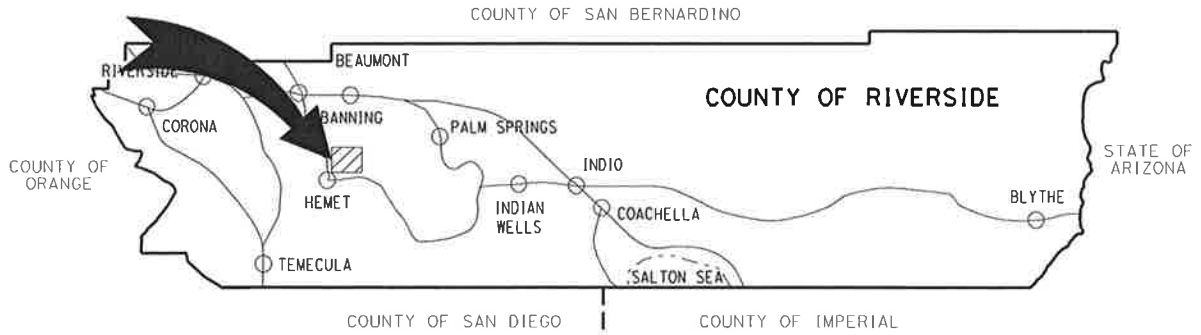 COUNTY OF SAN BERNARDINO
BEAUMONT
RIVERSIDE
COUNTY OF RIVERSIDE
BANNING
CORONA
PALM SPRINGS
COUNTY OF
ORANGE
STATE OF
ARIZONA
INDIO
HEMET
INDIAN
WELLS
COACHELLA
BLYTHE
TEMECULA
SALTON SEA
COUNTY OF SAN DIEGO
COUNTY OF IMPERIAL